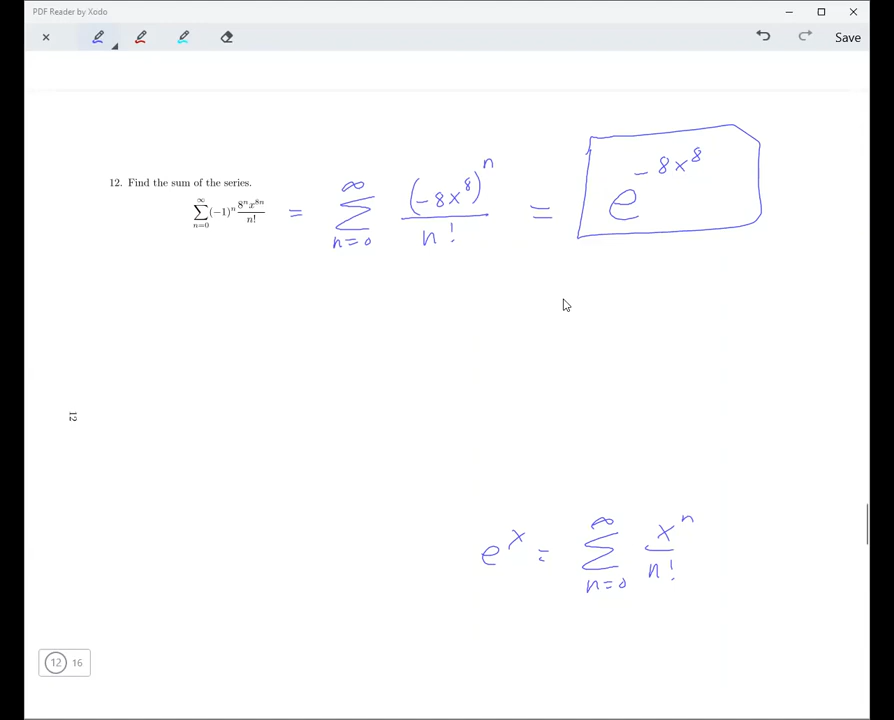 PDF Reader by Xodo
Save
12. Find the sum of the series.
∑_{n=0}^{∞} (-1)^n 8^n x^{8n} / n! = ∑_{n=0}^{∞} (-8x^8)^n / n! = e^{-8x^8}
12
e^x = ∑_{n=0}^{∞} x^n / n!
12 16